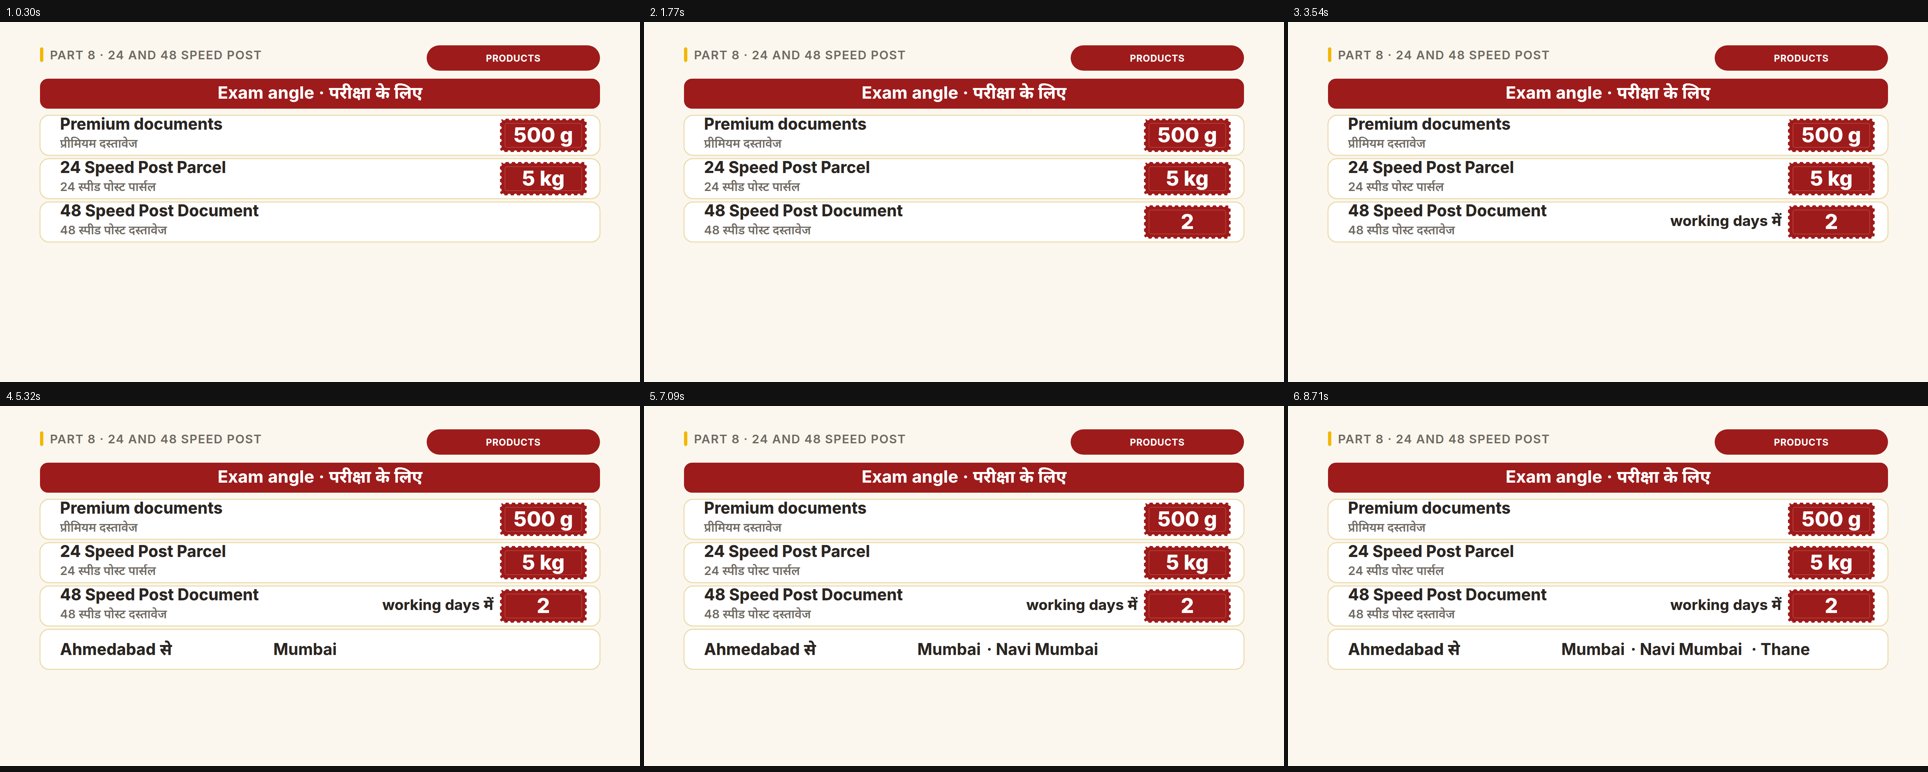 1. 0.30s
PART 8 · 24 AND 48 SPEED POST
PRODUCTS
Exam angle · परीक्षा के लिए
Premium documents
प्रीमियम दस्तावेज
500 g
24 Speed Post Parcel
24 स्पीड पोस्ट पार्सल
5 kg
48 Speed Post Document
48 स्पीड पोस्ट दस्तावेज
2. 1.77s
PART 8 · 24 AND 48 SPEED POST
PRODUCTS
Exam angle · परीक्षा के लिए
Premium documents
प्रीमियम दस्तावेज
500 g
24 Speed Post Parcel
24 स्पीड पोस्ट पार्सल
5 kg
48 Speed Post Document
48 स्पीड पोस्ट दस्तावेज
2
3. 3.54s
PART 8 · 24 AND 48 SPEED POST
PRODUCTS
Exam angle · परीक्षा के लिए
Premium documents
प्रीमियम दस्तावेज
500 g
24 Speed Post Parcel
24 स्पीड पोस्ट पार्सल
5 kg
48 Speed Post Document
48 स्पीड पोस्ट दस्तावेज
working days में 2
4. 5.32s
PART 8 · 24 AND 48 SPEED POST
PRODUCTS
Exam angle · परीक्षा के लिए
Premium documents
प्रीमियम दस्तावेज
500 g
24 Speed Post Parcel
24 स्पीड पोस्ट पार्सल
5 kg
48 Speed Post Document
48 स्पीड पोस्ट दस्तावेज
working days में 2
Ahmedabad से Mumbai
5. 7.09s
PART 8 · 24 AND 48 SPEED POST
PRODUCTS
Exam angle · परीक्षा के लिए
Premium documents
प्रीमियम दस्तावेज
500 g
24 Speed Post Parcel
24 स्पीड पोस्ट पार्सल
5 kg
48 Speed Post Document
48 स्पीड पोस्ट दस्तावेज
working days में 2
Ahmedabad से Mumbai · Navi Mumbai
6. 8.71s
PART 8 · 24 AND 48 SPEED POST
PRODUCTS
Exam angle · परीक्षा के लिए
Premium documents
प्रीमियम दस्तावेज
500 g
24 Speed Post Parcel
24 स्पीड पोस्ट पार्सल
5 kg
48 Speed Post Document
48 स्पीड पोस्ट दस्तावेज
working days में 2
Ahmedabad से Mumbai · Navi Mumbai · Thane